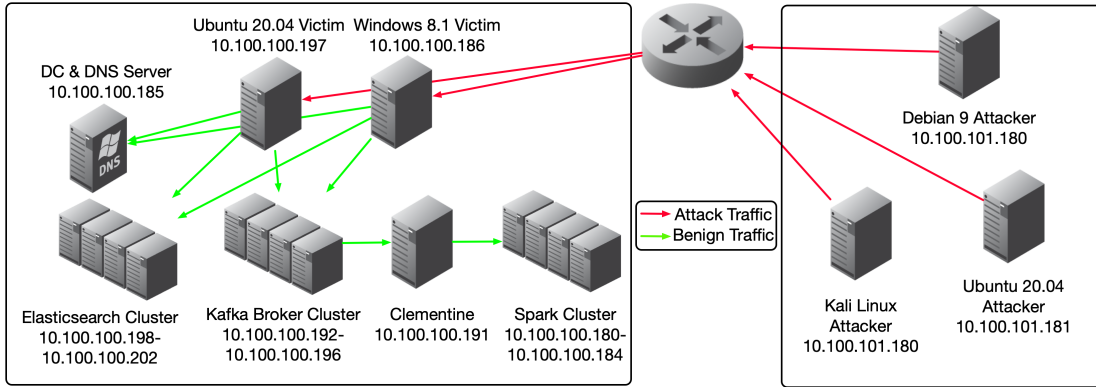 Ubuntu 20.04 Victim
10.100.100.197
Windows 8.1 Victim
10.100.100.186
DC & DNS Server
10.100.100.185
DNS
Debian 9 Attacker
10.100.101.180
Attack Traffic
Benign Traffic
Elasticsearch Cluster
10.100.100.198-
10.100.100.202
Kafka Broker Cluster
10.100.100.192-
10.100.100.196
Clementine
10.100.100.191
Spark Cluster
10.100.100.180-
10.100.100.184
Kali Linux
Attacker
10.100.101.180
Ubuntu 20.04
Attacker
10.100.101.181